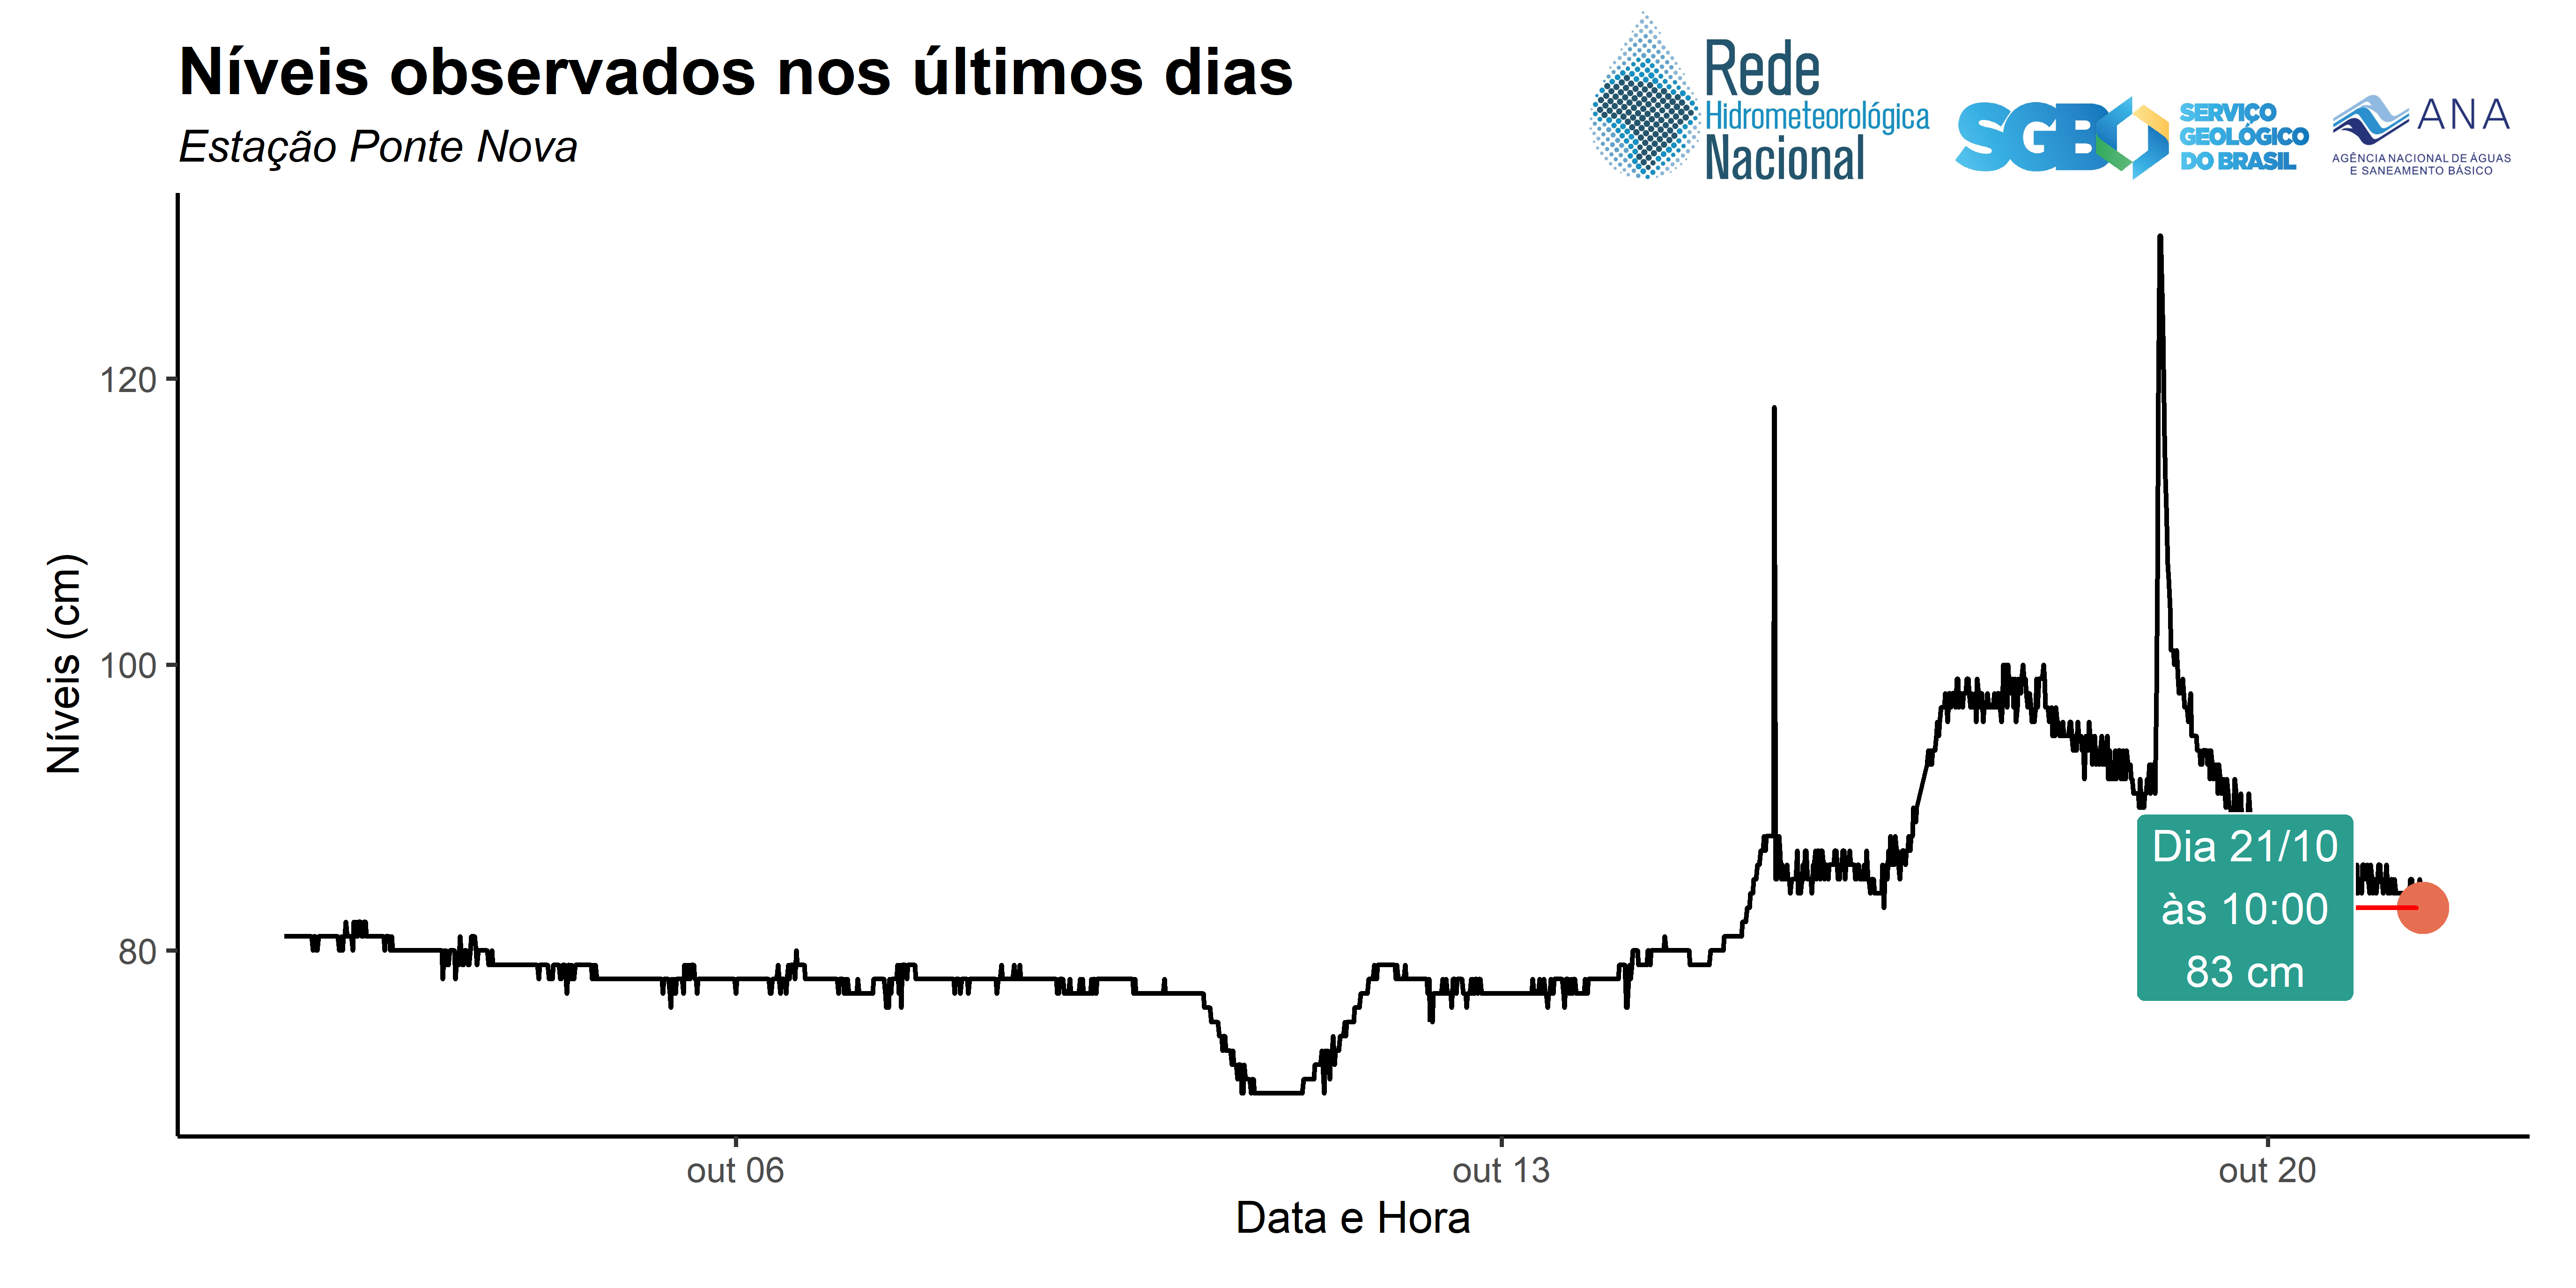 Níveis observados nos últimos dias
Estação Ponte Nova
Rede
Hidrometeorológica
Nacional
SGB
SERVIÇO
GEOLÓGICO
DO BRASIL
ANA
AGÊNCIA NACIONAL DE ÁGUAS
E SANEAMENTO BÁSICO
Níveis (cm)
120
100
80
Dia 21/10
às 10:00
83 cm
out 06
out 13
out 20
Data e Hora